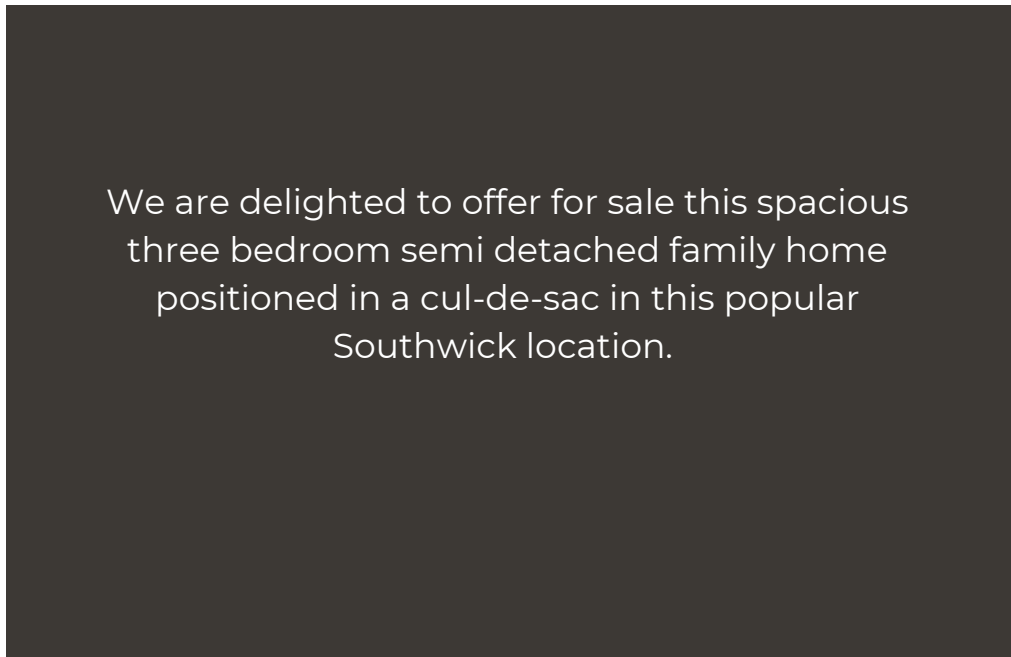 We are delighted to offer for sale this spacious
three bedroom semi detached family home
positioned in a cul-de-sac in this popular
Southwick location.